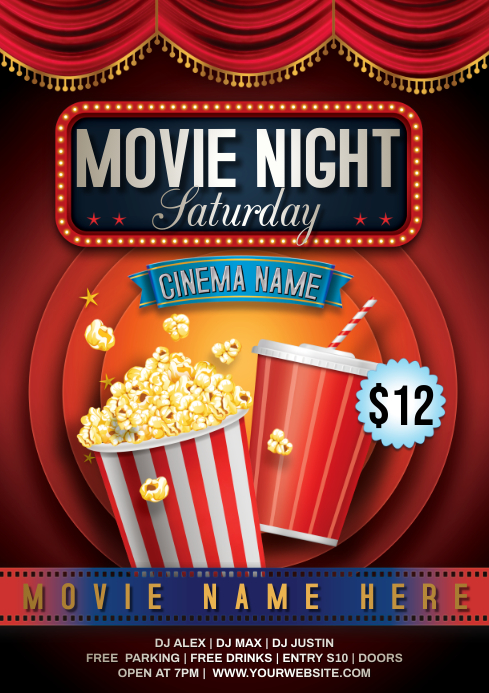 MOVIE NIGHT
Saturday
CINEMA NAME
$12
MOVIE NAME HERE
DJ ALEX | DJ MAX | DJ JUSTIN
FREE PARKING | FREE DRINKS | ENTRY S10 | DOORS
OPEN AT 7PM | WWW.YOURWEBSITE.COM